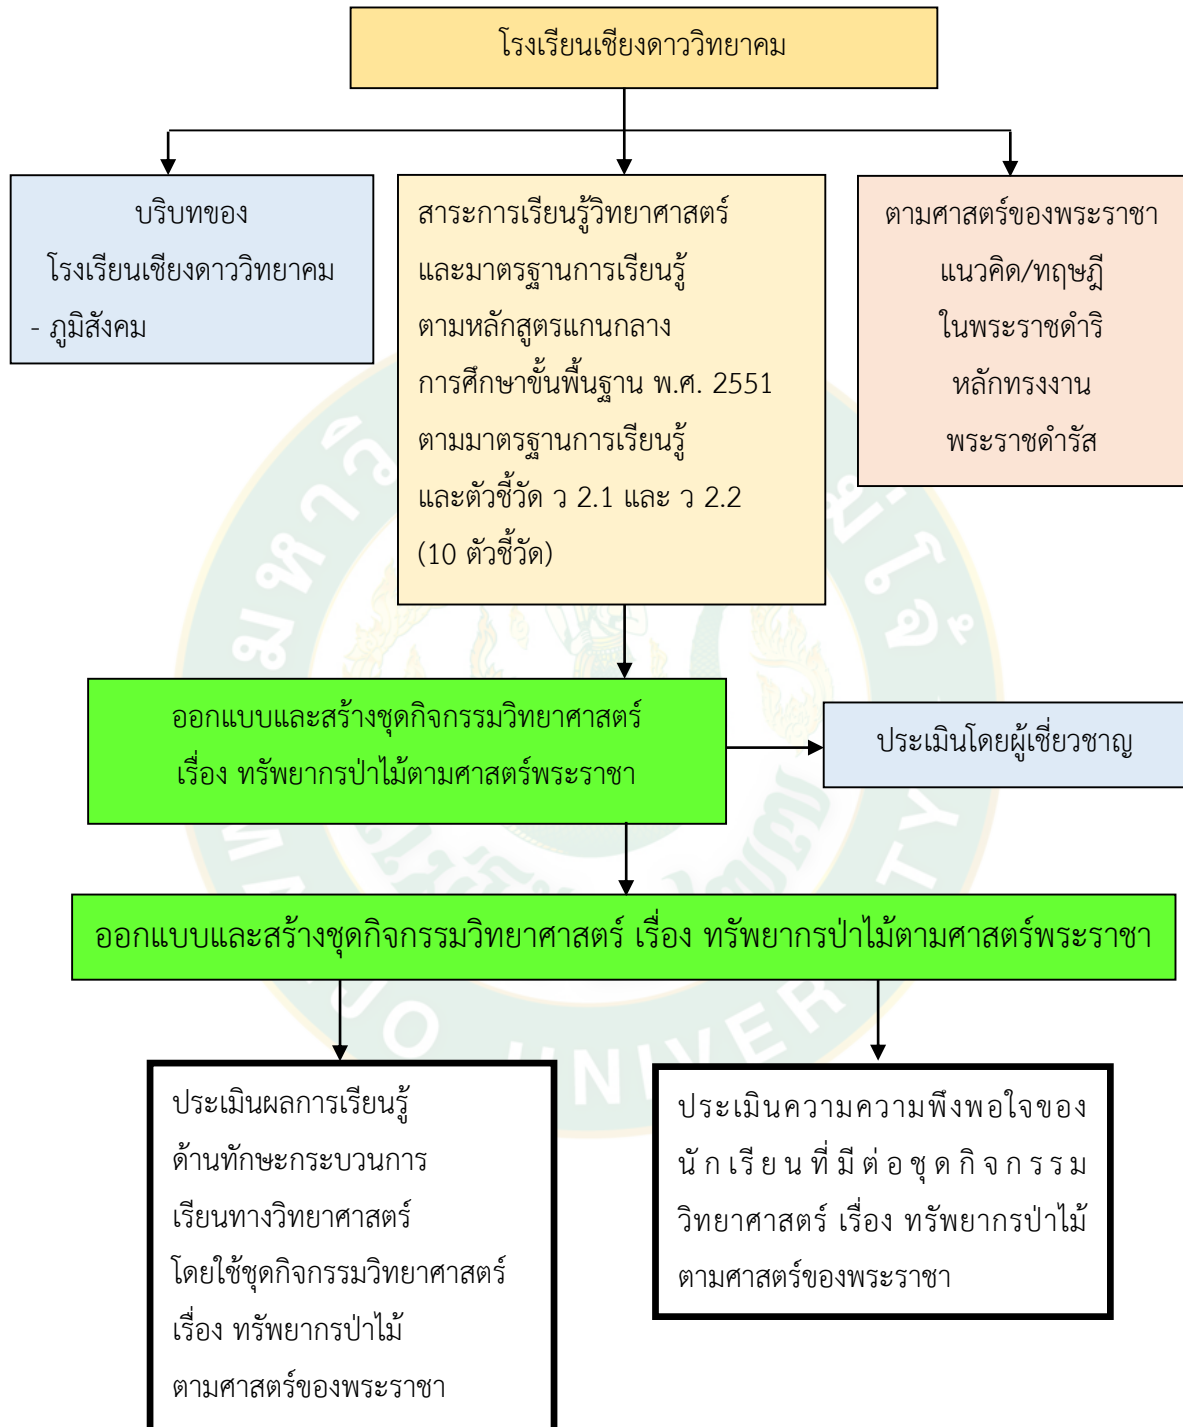 โรงเรียนเชียงดาววิทยาคม
บริบทของ
โรงเรียนเชียงดาววิทยาคม
- ภูมิสังคม
สาระการเรียนรู้วิทยาศาสตร์
และมาตรฐานการเรียนรู้
ตามหลักสูตรแกนกลาง
การศึกษาขั้นพื้นฐาน พ.ศ. 2551
ตามมาตรฐานการเรียนรู้
และตัวชี้วัด ว 2.1 และ ว 2.2
(10 ตัวชี้วัด)
ตามศาสตร์ของพระราชา
แนวคิด/ทฤษฎี
ในพระราชดำริ
หลักทรงงาน
พระราชดำรัส
ออกแบบและสร้างชุดกิจกรรมวิทยาศาสตร์
เรื่อง ทรัพยากรป่าไม้ตามศาสตร์พระราชา
ประเมินโดยผู้เชี่ยวชาญ
ออกแบบและสร้างชุดกิจกรรมวิทยาศาสตร์ เรื่อง ทรัพยากรป่าไม้ตามศาสตร์พระราชา
ประเมินผลการเรียนรู้
ด้านทักษะกระบวนการ
เรียนทางวิทยาศาสตร์
โดยใช้ชุดกิจกรรมวิทยาศาสตร์
เรื่อง ทรัพยากรป่าไม้
ตามศาสตร์ของพระราชา
ประเมินความความพึงพอใจของ
นักเรียนที่มีต่อชุดกิจกรรม
วิทยาศาสตร์ เรื่อง ทรัพยากรป่าไม้
ตามศาสตร์ของพระราชา